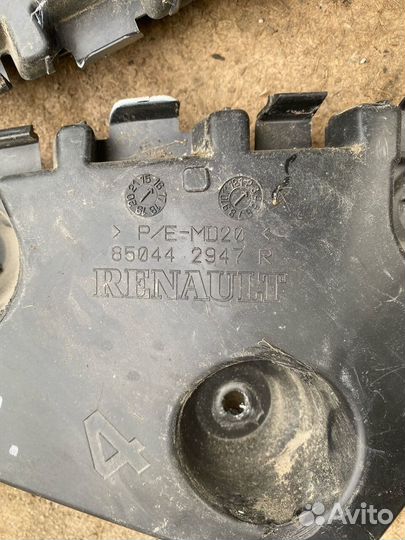 > P/E-MD20 <
85044 2947 R
RENAULT
4
Avito